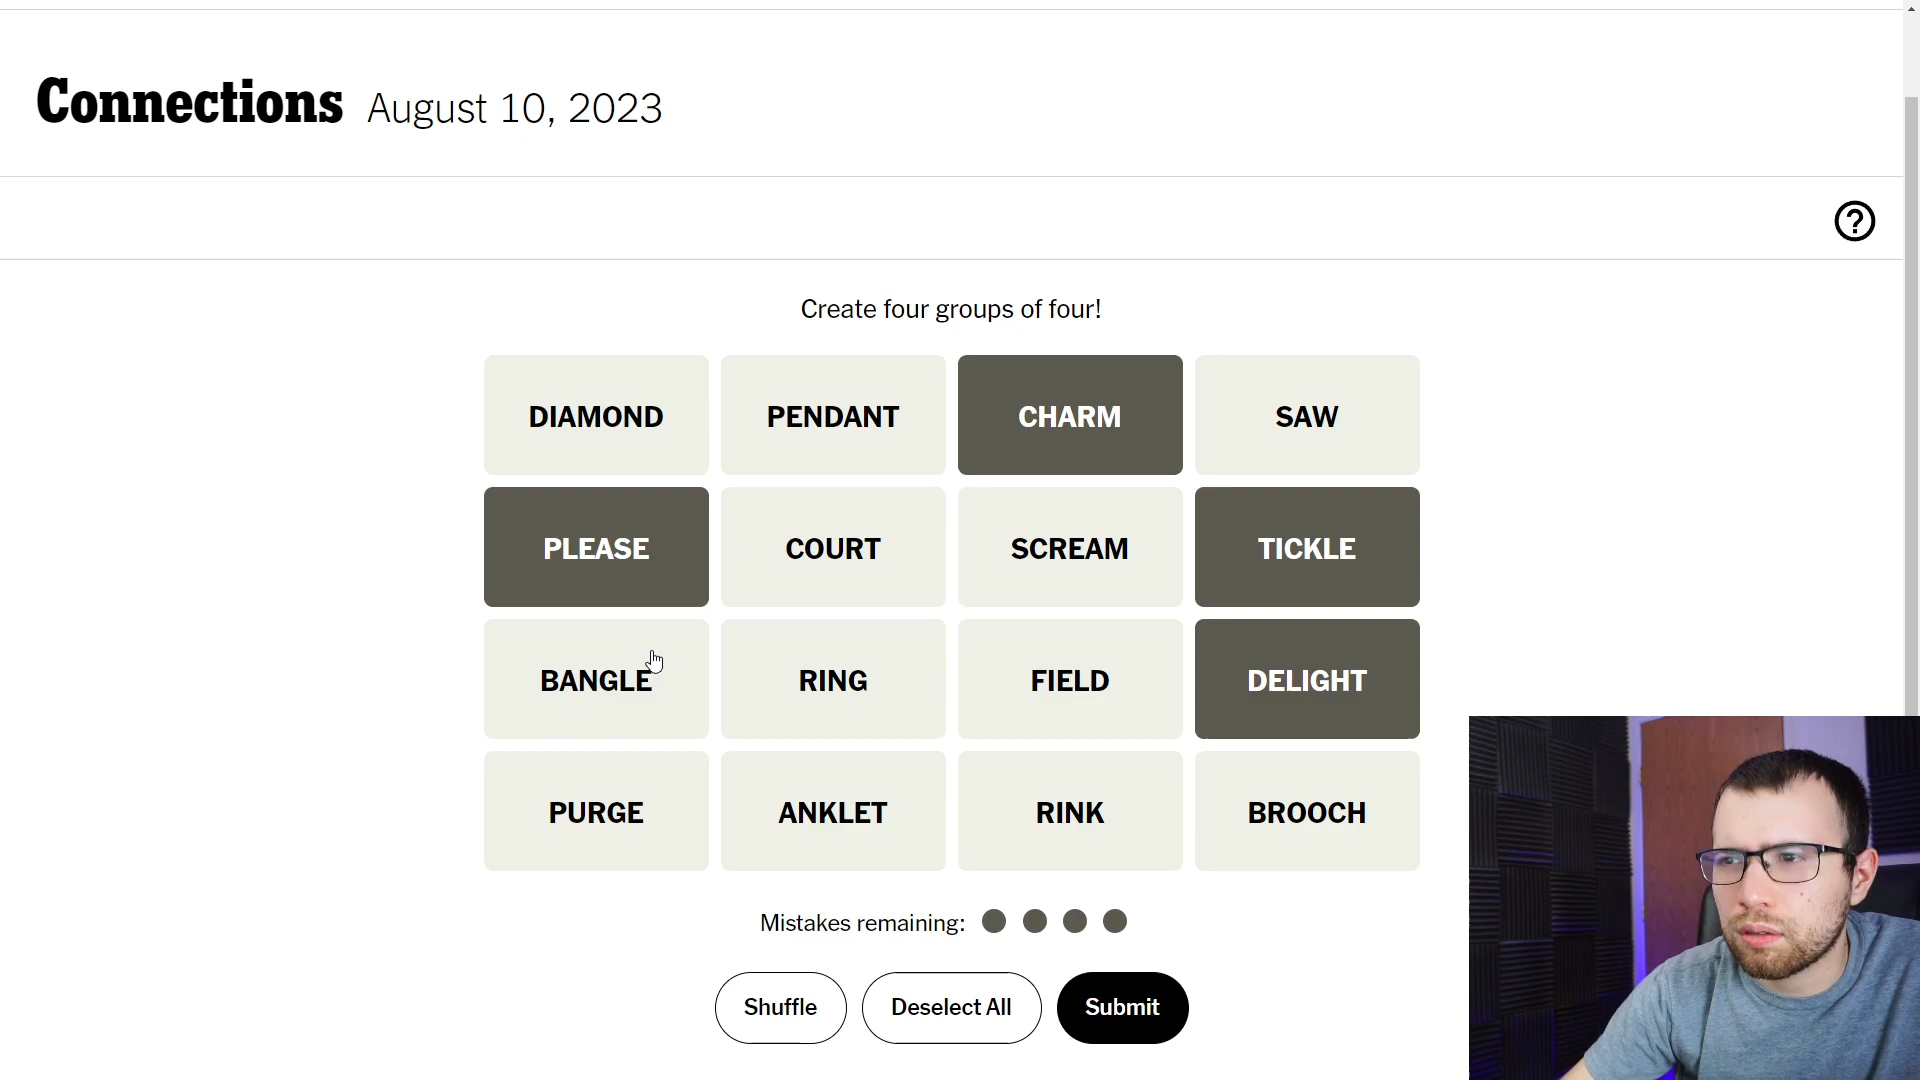 Connections August 10, 2023
Create four groups of four!
DIAMOND PENDANT CHARM SAW
PLEASE COURT SCREAM TICKLE
BANGLE RING FIELD DELIGHT
PURGE ANKLET RINK BROOCH
Mistakes remaining:
Shuffle Deselect All Submit